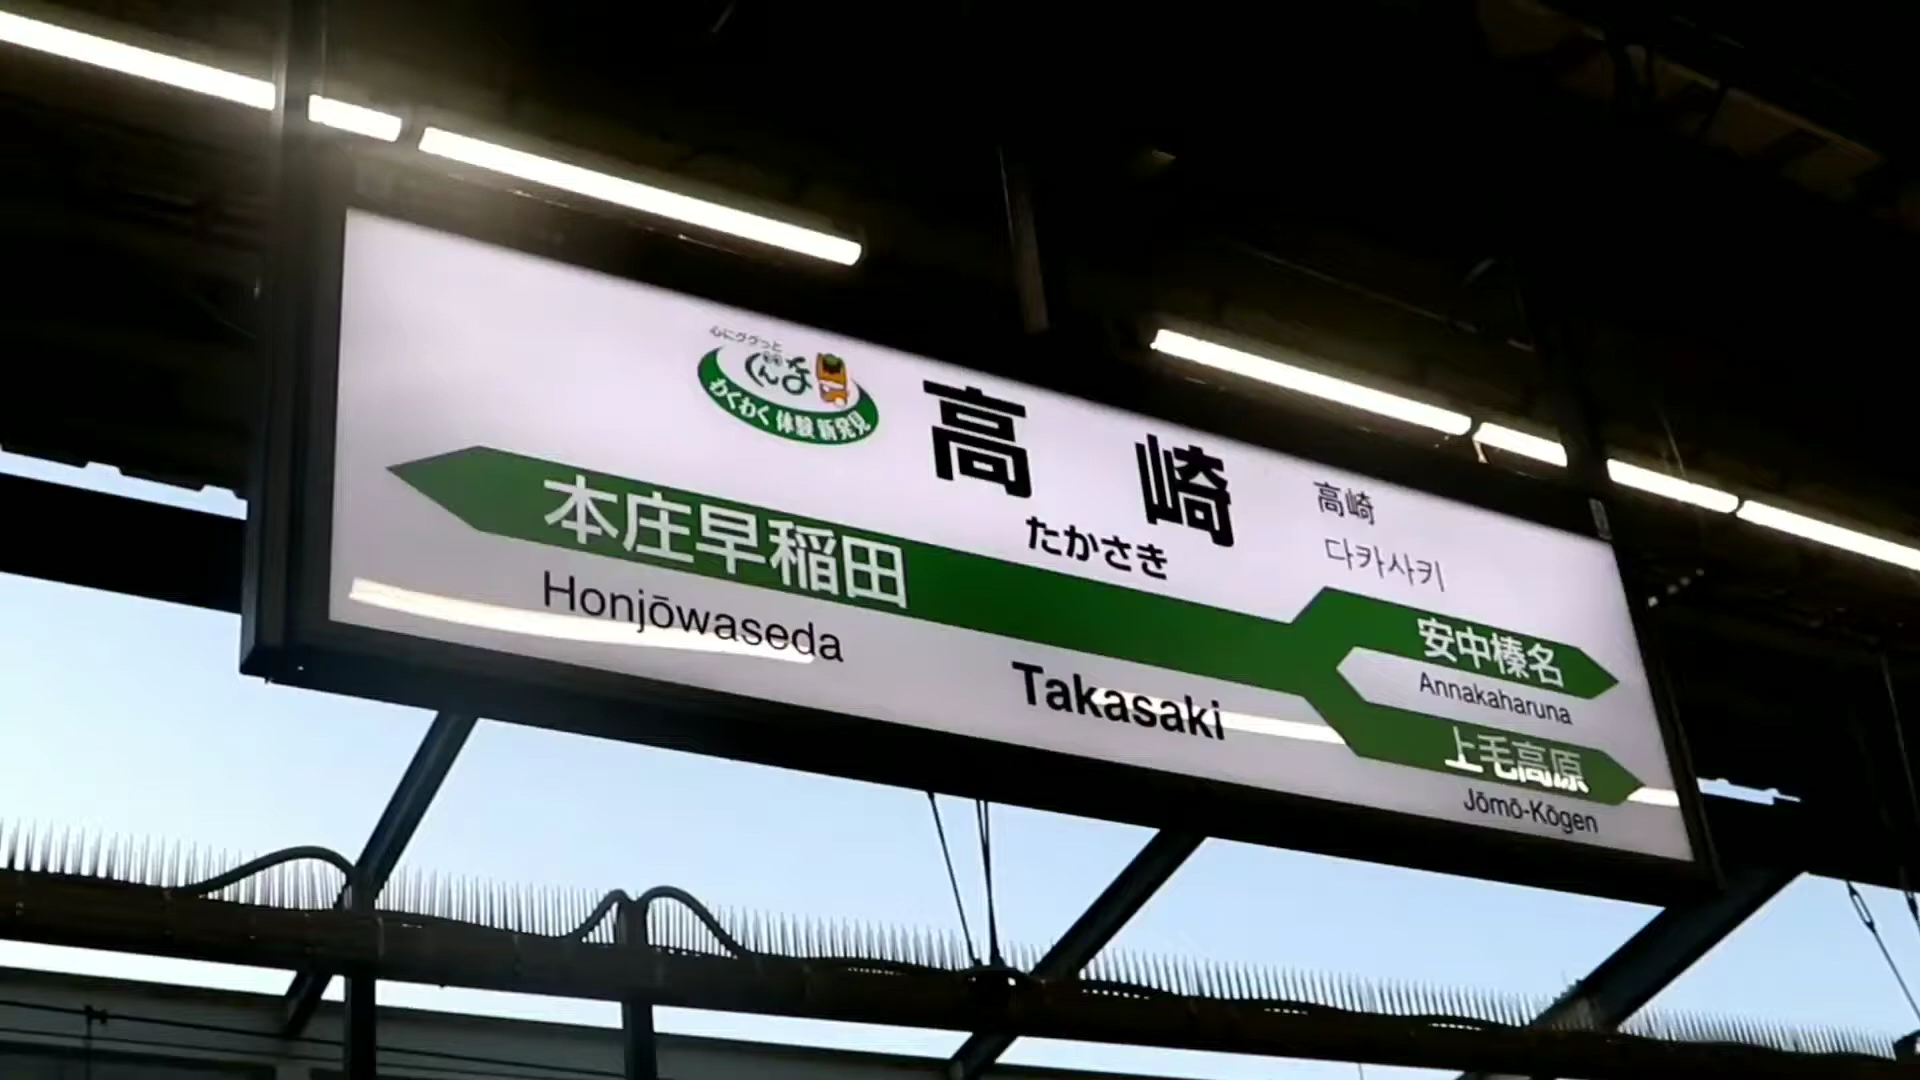 心にググっと
ぐんま
わくわく 体験 新発見
高崎
たかさき
高崎
다카사키
本庄早稲田
Honjōwaseda
Takasaki
安中榛名
Annakaharuna
上毛高原
Jōmō-Kōgen